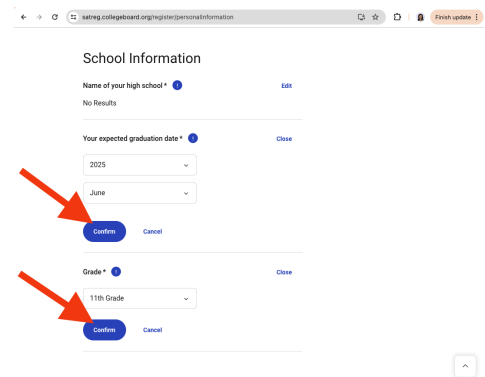 satreg.collegeboard.org/register/personalInformation
Finish update
School Information
Name of your high school *
Edit
No Results
Your expected graduation date *
Close
2025
June
Confirm
Cancel
Grade *
Close
11th Grade
Confirm
Cancel